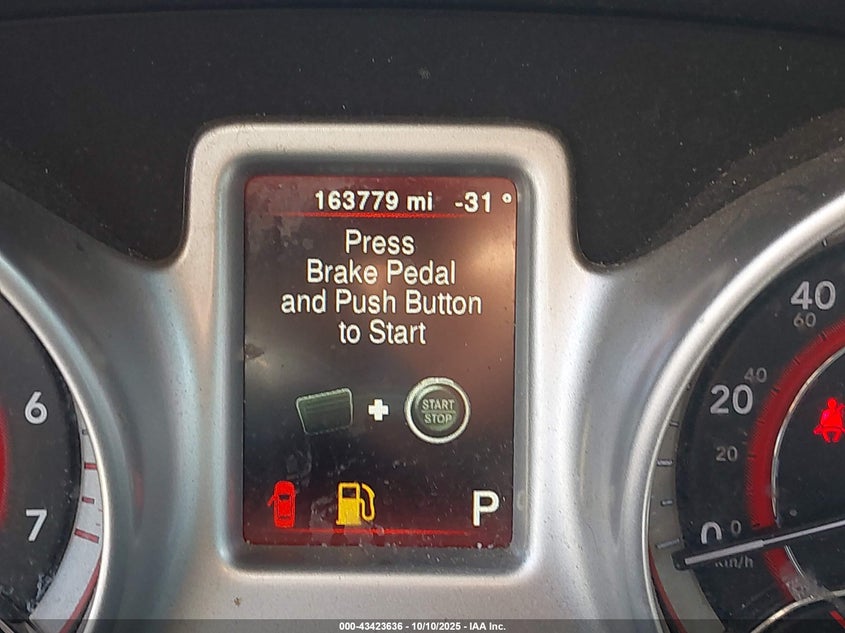 163779 mi -31 °
Press
Brake Pedal
and Push Button
to Start
START
STOP
P
6
7
40
60
40
20
20
0
0
km/h
000-43423636 - 10/10/2025 - IAA Inc.